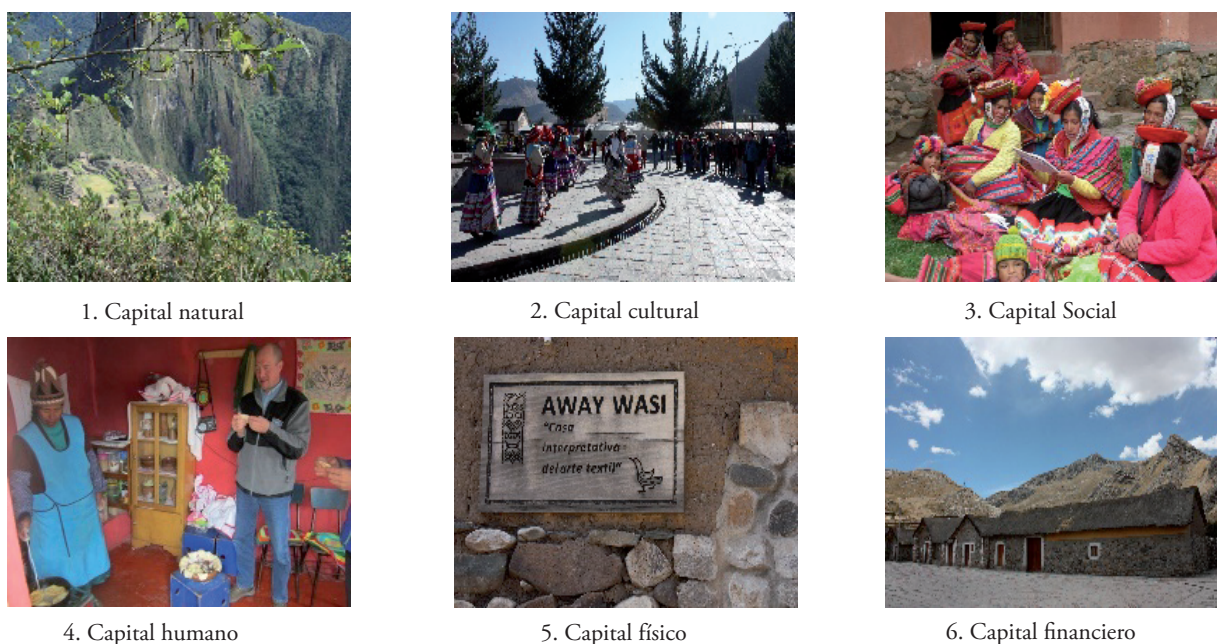 1. Capital natural
2. Capital cultural
3. Capital Social
4. Capital humano
AWAY WASI
"Casa
interpretativa
del arte textil"
5. Capital físico
6. Capital financiero